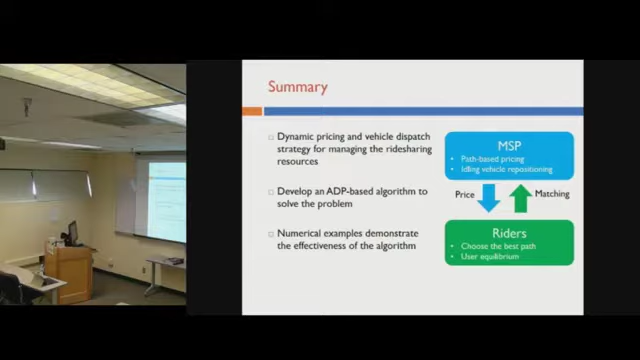 Summary
Dynamic pricing and vehicle dispatch
strategy for managing the ridesharing
resources
Develop an ADP-based algorithm to
solve the problem
Numerical examples demonstrate
the effectiveness of the algorithm
MSP
• Path-based pricing
• Idling vehicle repositioning
Price
Matching
Riders
• Choose the best path
• User equilibrium